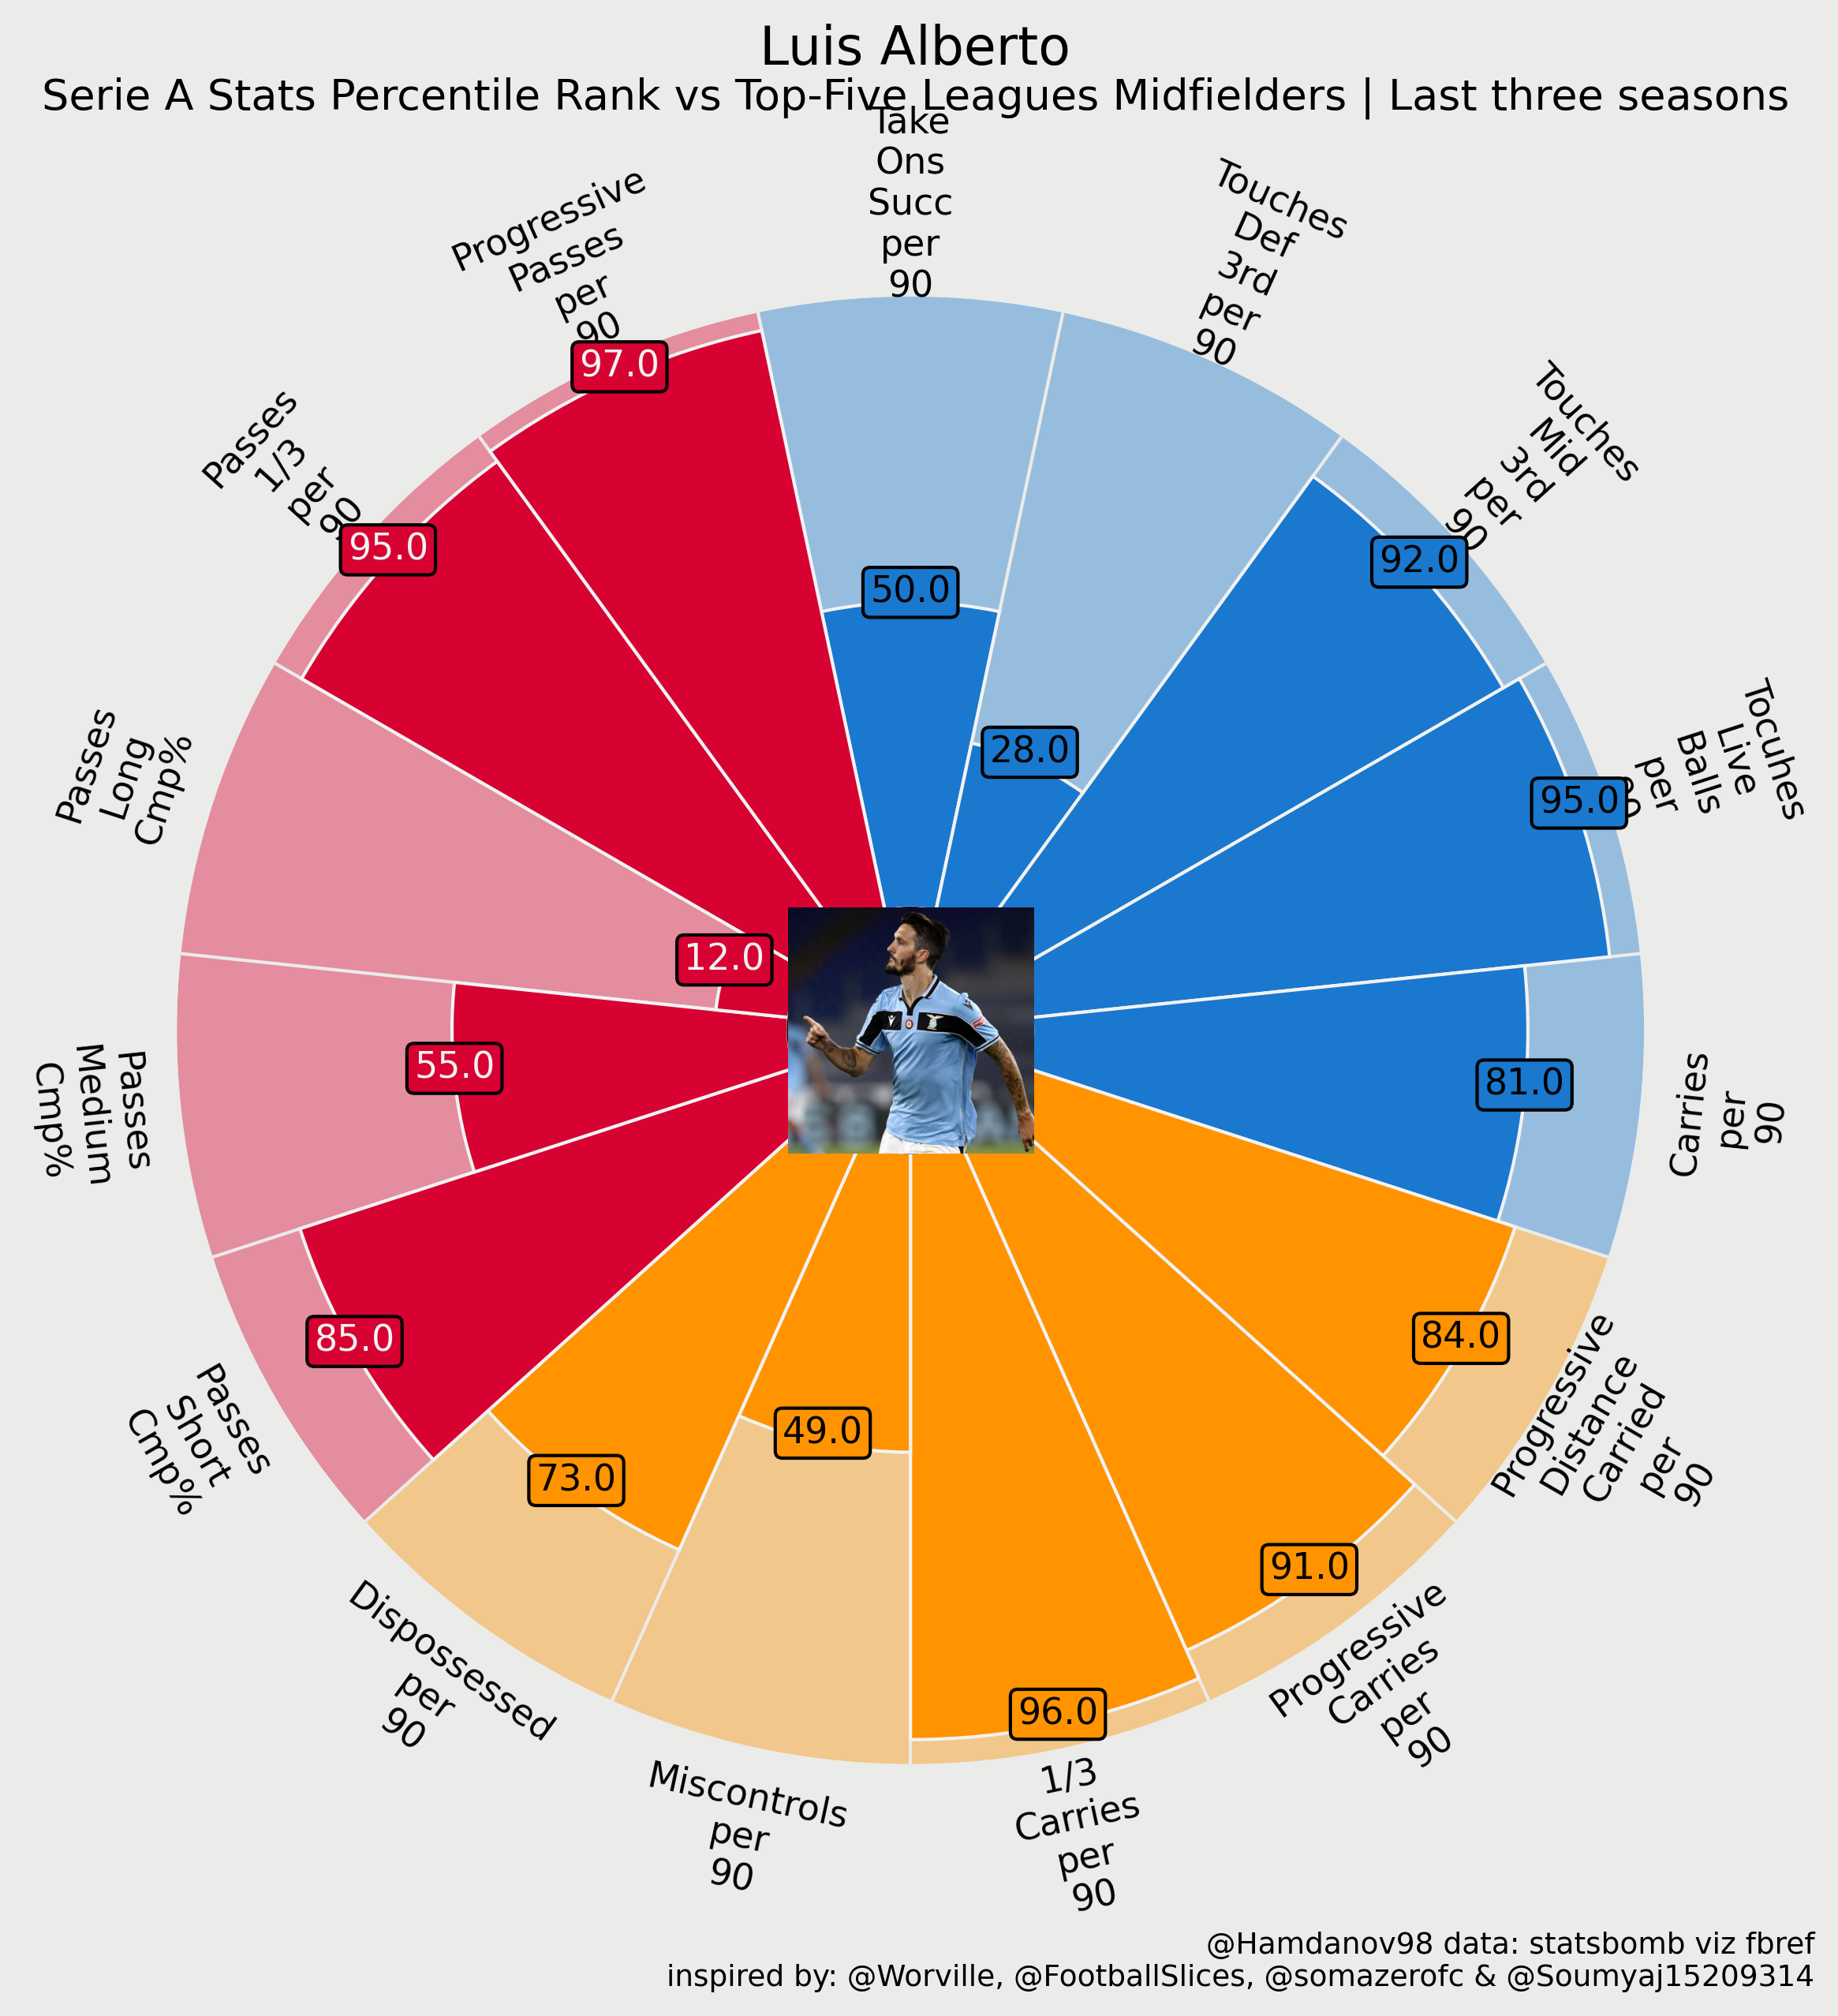 Luis Alberto
Serie A Stats Percentile Rank vs Top-Five Leagues Midfielders | Last three seasons
Take
Ons
Succ
per
90
50.0
Touches
Def
3rd
per
90
28.0
Touches
Mid
3rd
per
90
92.0
Tocuhes
Live
Balls
per
90
95.0
Carries
per
90
81.0
Progressive
Distance
Carried
per
90
84.0
Progressive
Carries
per
90
91.0
1/3
Carries
per
90
96.0
Miscontrols
per
90
49.0
Dispossessed
per
90
73.0
Passes
Short
Cmp%
85.0
Passes
Medium
Cmp%
55.0
Passes
Long
Cmp%
12.0
Passes
1/3
per
90
95.0
Progressive
Passes
per
90
97.0
@Hamdanov98 data: statsbomb viz fbref
inspired by: @Worville, @FootballSlices, @somazerofc & @Soumyaj15209314